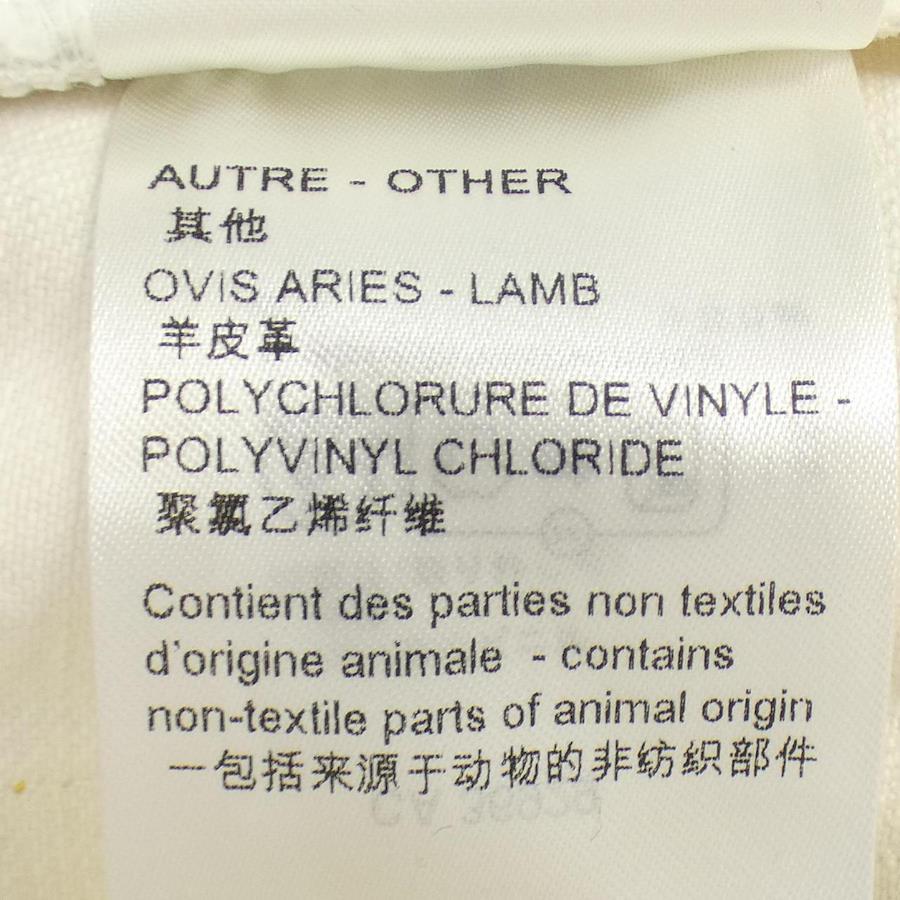 AUTRE - OTHER
其他
OVIS ARIES - LAMB
羊皮革
POLYCHLORURE DE VINYLE -
POLYVINYL CHLORIDE
聚氯乙烯纤维
Contient des parties non textiles
d'origine animale - contains
non-textile parts of animal origin
一包括来源于动物的非纺织部件